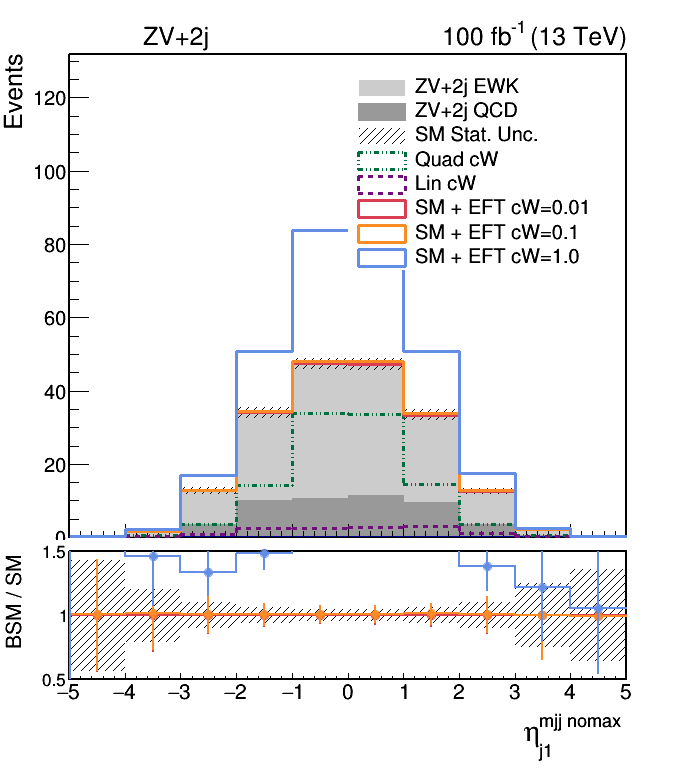 ZV+2j 100 fb-1 (13 TeV)
Events
120
100
80
60
40
20
0
ZV+2j EWK
ZV+2j QCD
SM Stat. Unc.
Quad cW
Lin cW
SM + EFT cW=0.01
SM + EFT cW=0.1
SM + EFT cW=1.0
BSM / SM
1.5
1
0.5
−5 −4 −3 −2 −1 0 1 2 3 4 5
η j1 mjj nomax